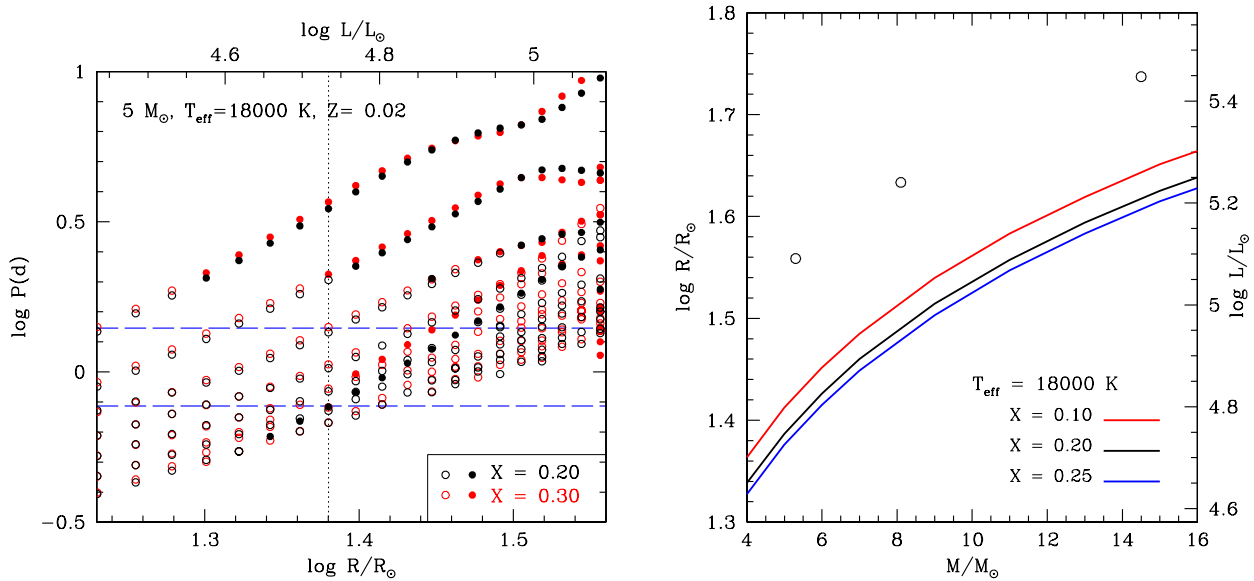 log L/L☉
4.6 4.8 5
1
5 M☉, Teff=18000 K, Z= 0.02
0.5
log P(d)
0
X = 0.20
X = 0.30
−0.5
1.3 1.4 1.5
log R/R☉
1.8
1.7
1.6
1.5
1.4
1.3
log R/R☉
5.4
5.2
5
4.8
4.6
log L/L☉
Teff = 18000 K
X = 0.10
X = 0.20
X = 0.25
4 6 8 10 12 14 16
M/M☉